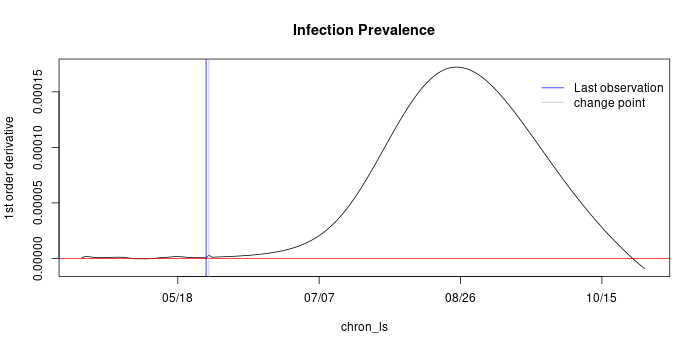 Infection Prevalence
1st order derivative
0.00015
0.00010
0.00005
0.00000
Last observation
change point
05/18
07/07
08/26
10/15
chron_ls